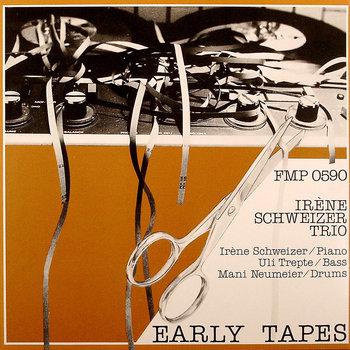 FMP 0590
IRÈNE
SCHWEIZER
TRIO
Irène Schweizer/Piano
Uli Trepte/Bass
Mani Neumeier/Drums
EARLY TAPES